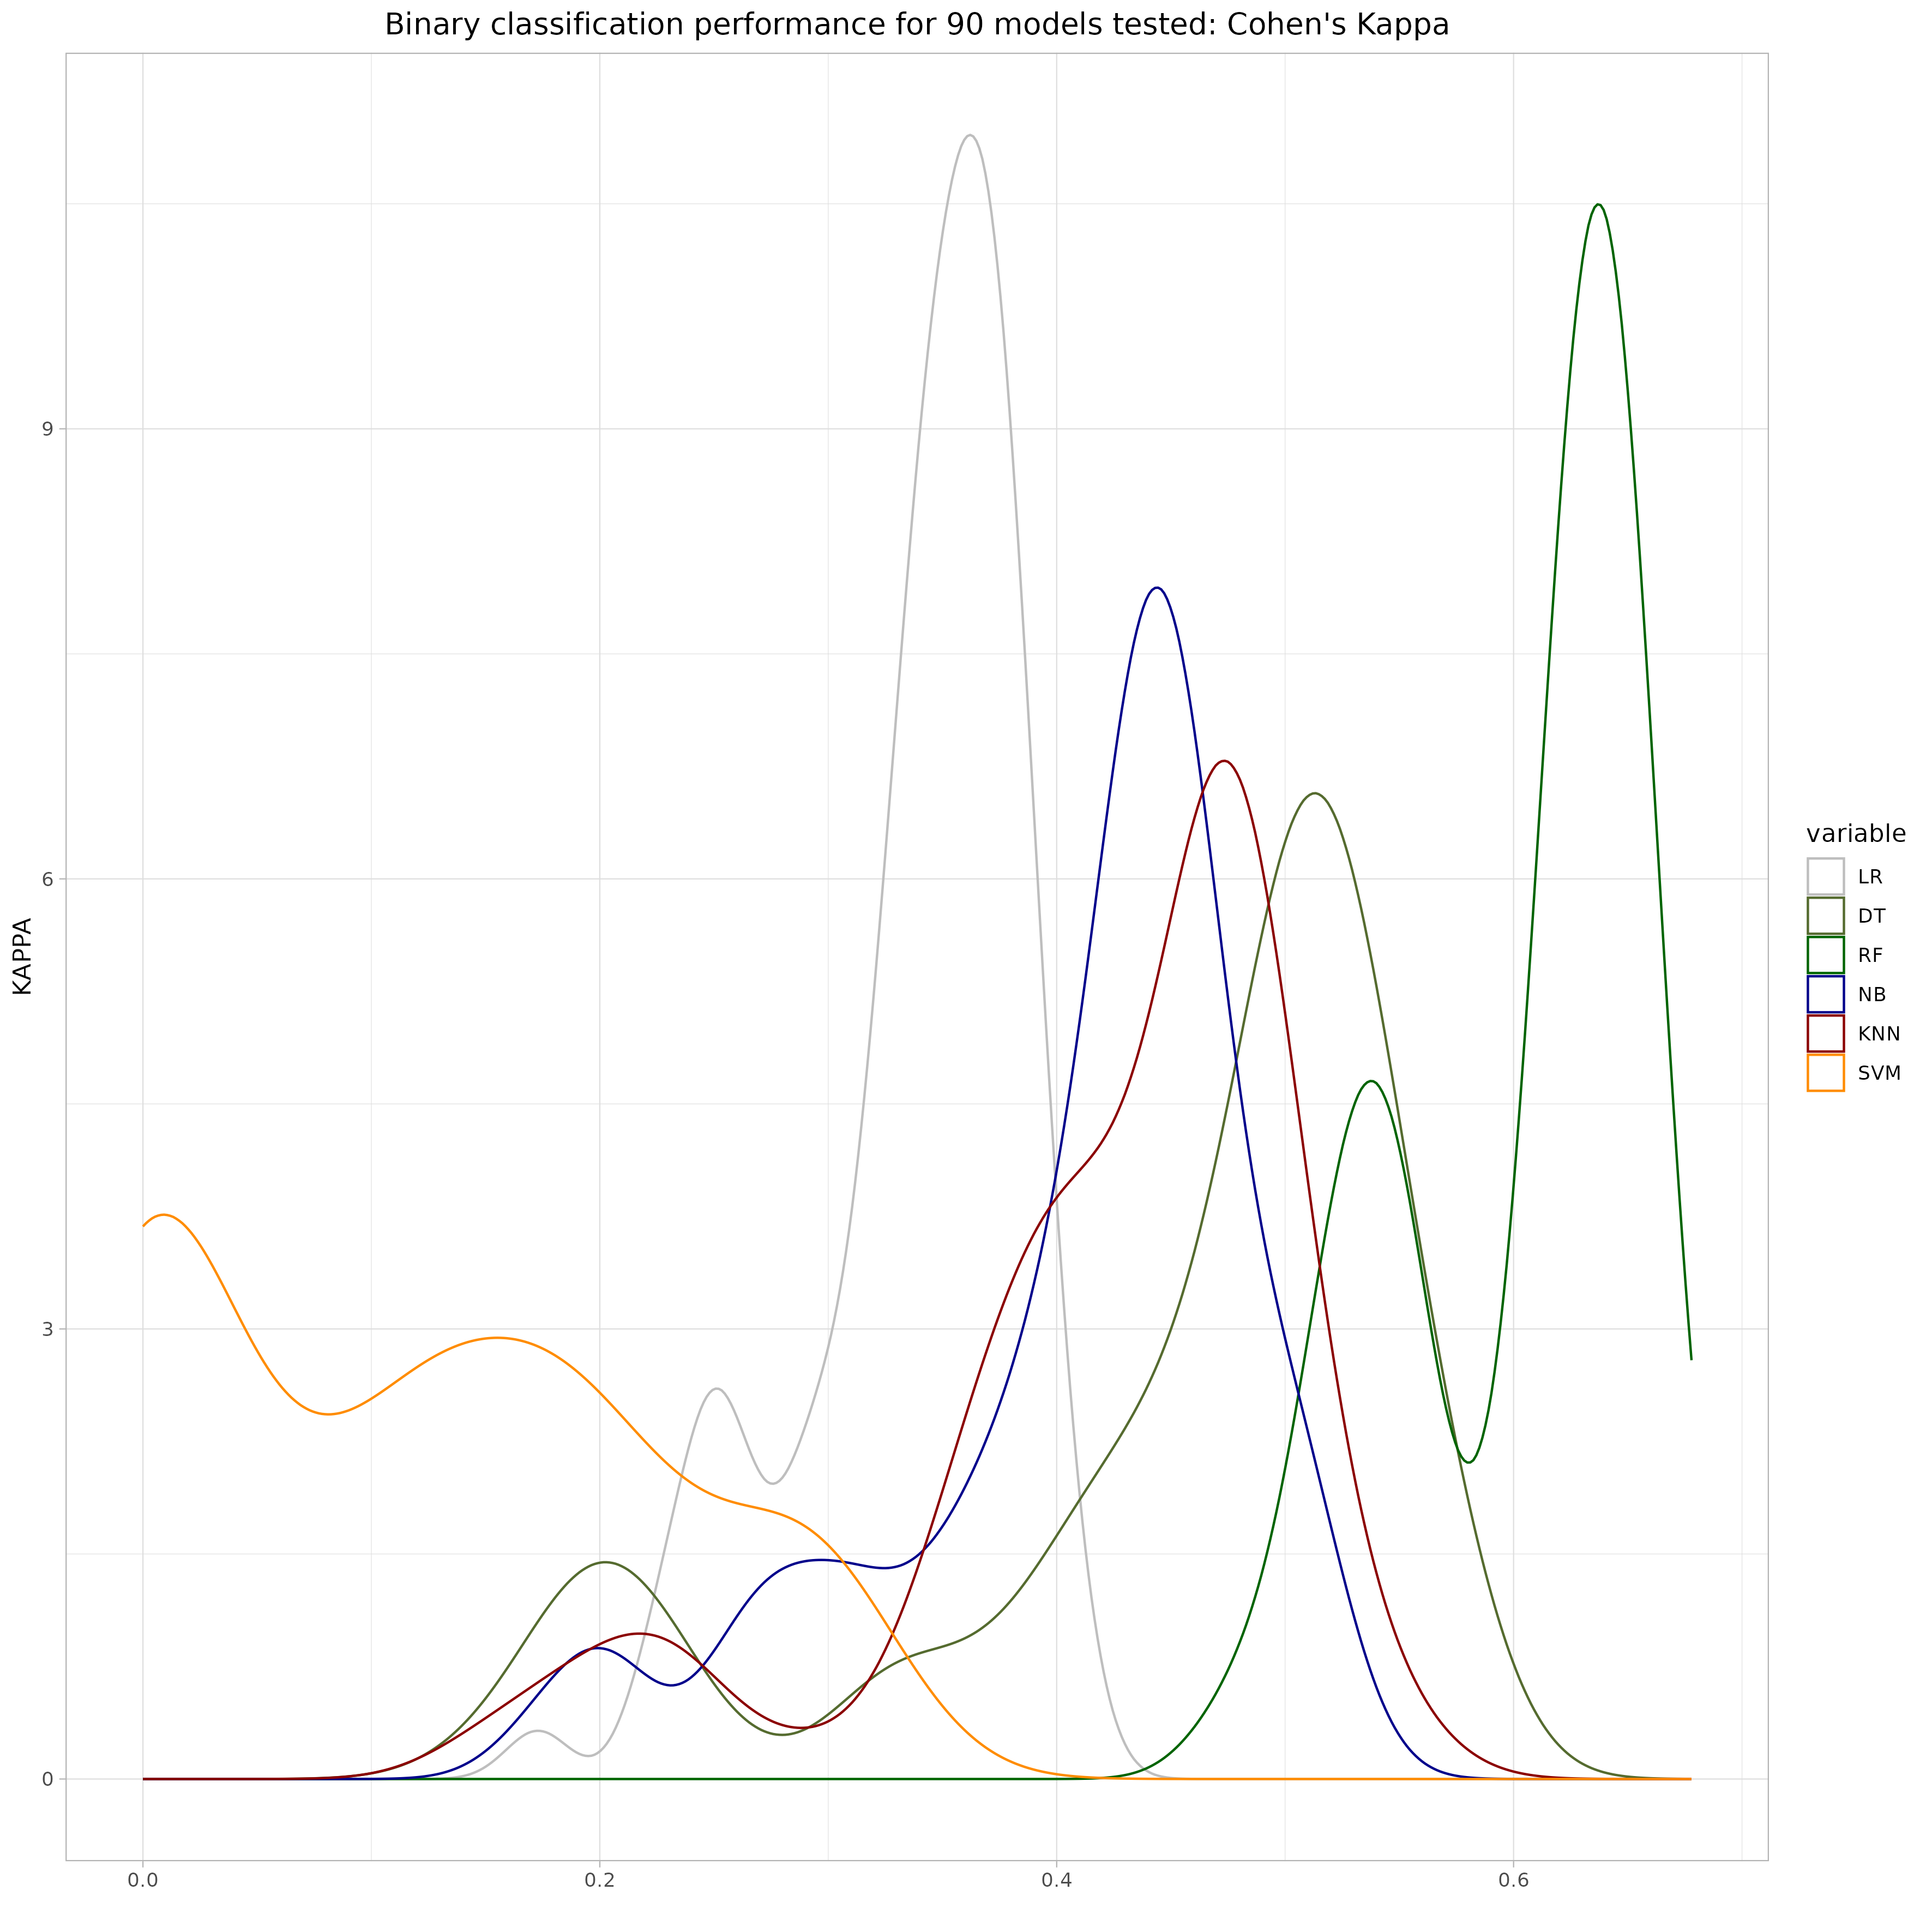 Binary classification performance for 90 models tested: Cohen's Kappa
KAPPA
9
6
3
0
0.0 0.2 0.4 0.6
variable
LR
DT
RF
NB
KNN
SVM